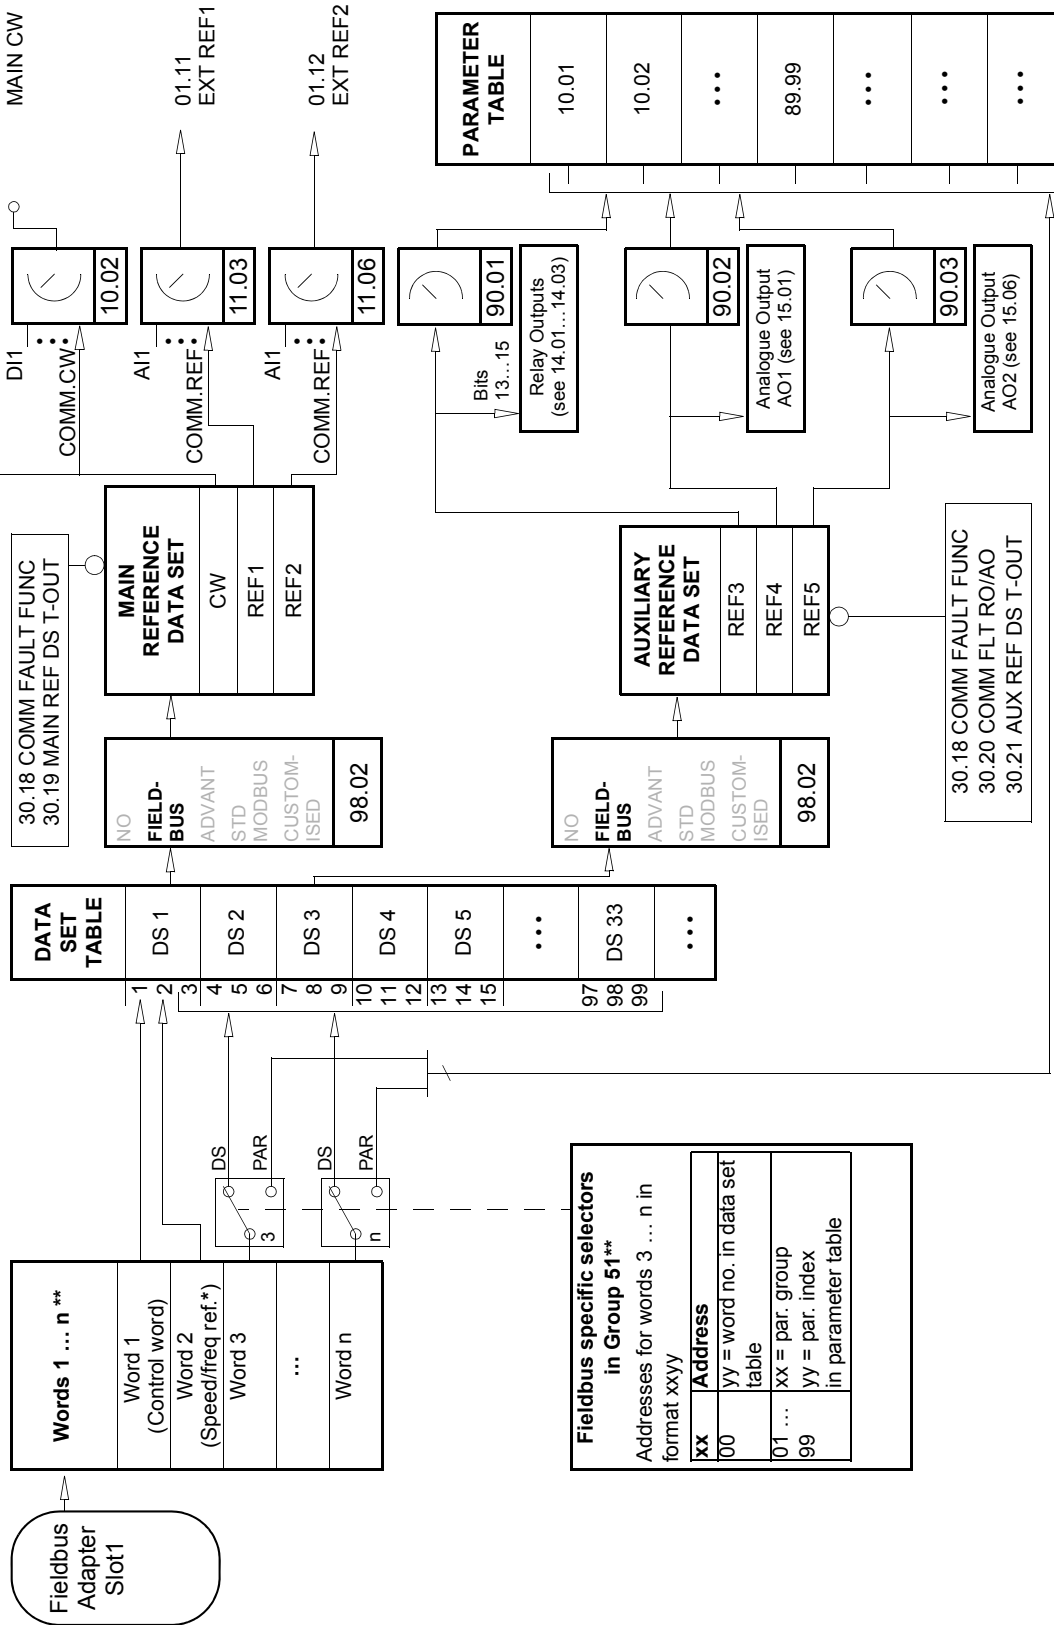 Fieldbus
Adapter
Slot1
Words 1 … n **
Word 1
(Control word)
Word 2
(Speed/freq ref.*)
Word 3
...
Word n
3
DS
PAR
n
DS
PAR
Fieldbus specific selectors
in Group 51**
Addresses for words 3 … n in
format xxyy
xx Address
00 yy = word no. in data set
table
01 … xx = par. group
99 yy = par. index
in parameter table
DATA
SET
TABLE
1
2
3
DS 1
4
5
6
DS 2
7
8
9
DS 3
10
11
12
DS 4
13
14
15
DS 5
• • •
97
98
99
DS 33
• • •
NO
FIELD-
BUS
ADVANT
STD
MODBUS
CUSTOM-
ISED
98.02
NO
FIELD-
BUS
ADVANT
STD
MODBUS
CUSTOM-
ISED
98.02
30.18 COMM FAULT FUNC
30.19 MAIN REF DS T-OUT
MAIN
REFERENCE
DATA SET
CW
REF1
REF2
AUXILIARY
REFERENCE
DATA SET
REF3
REF4
REF5
30.18 COMM FAULT FUNC
30.20 COMM FLT RO/AO
30.21 AUX REF DS T-OUT
DI1
• • •
COMM.CW
10.02
MAIN CW
AI1
• • •
COMM.REF
11.03
01.11
EXT REF1
AI1
• • •
COMM.REF
11.06
01.12
EXT REF2
Bits
13…15
90.01
Relay Outputs
(see 14.01…14.03)
90.02
Analogue Output
AO1 (see 15.01)
90.03
Analogue Output
AO2 (see 15.06)
PARAMETER
TABLE
10.01
10.02
• • •
89.99
• • •
• • •
• • •